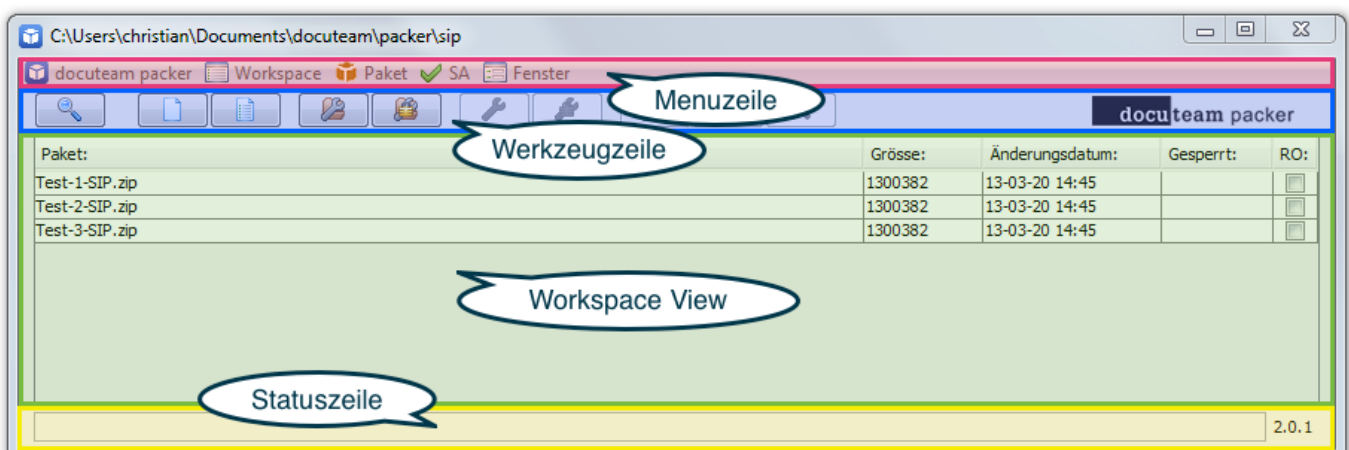 C:\Users\christian\Documents\docuteam\packer\sip
docuteam packer Workspace Paket SA Fenster
Menuzeile
docuteam packer
Werkzeugzeile
Paket: Grösse: Änderungsdatum: Gesperrt: RO:
Test-1-SIP.zip 1300382 13-03-20 14:45
Test-2-SIP.zip 1300382 13-03-20 14:45
Test-3-SIP.zip 1300382 13-03-20 14:45
Workspace View
Statuszeile
2.0.1